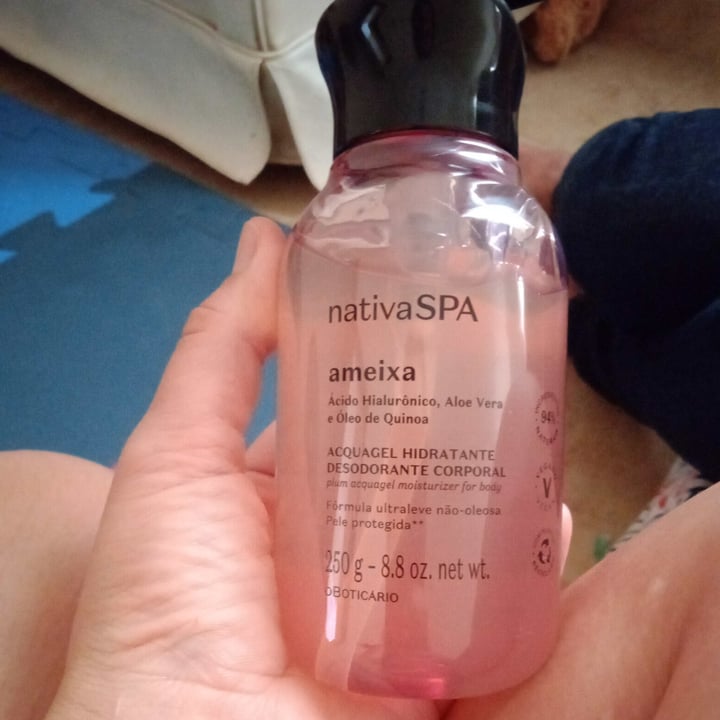 nativaSPA
ameixa
Ácido Hialurônico, Aloe Vera
e Óleo de Quinoa
ACQUAGEL HIDRATANTE
DESODORANTE CORPORAL
plum acquagel moisturizer for body
Fórmula ultraleve não-oleosa
Pele protegida**
250 g - 8.8 oz. net wt.
oBOTICÁRIO
94%
V